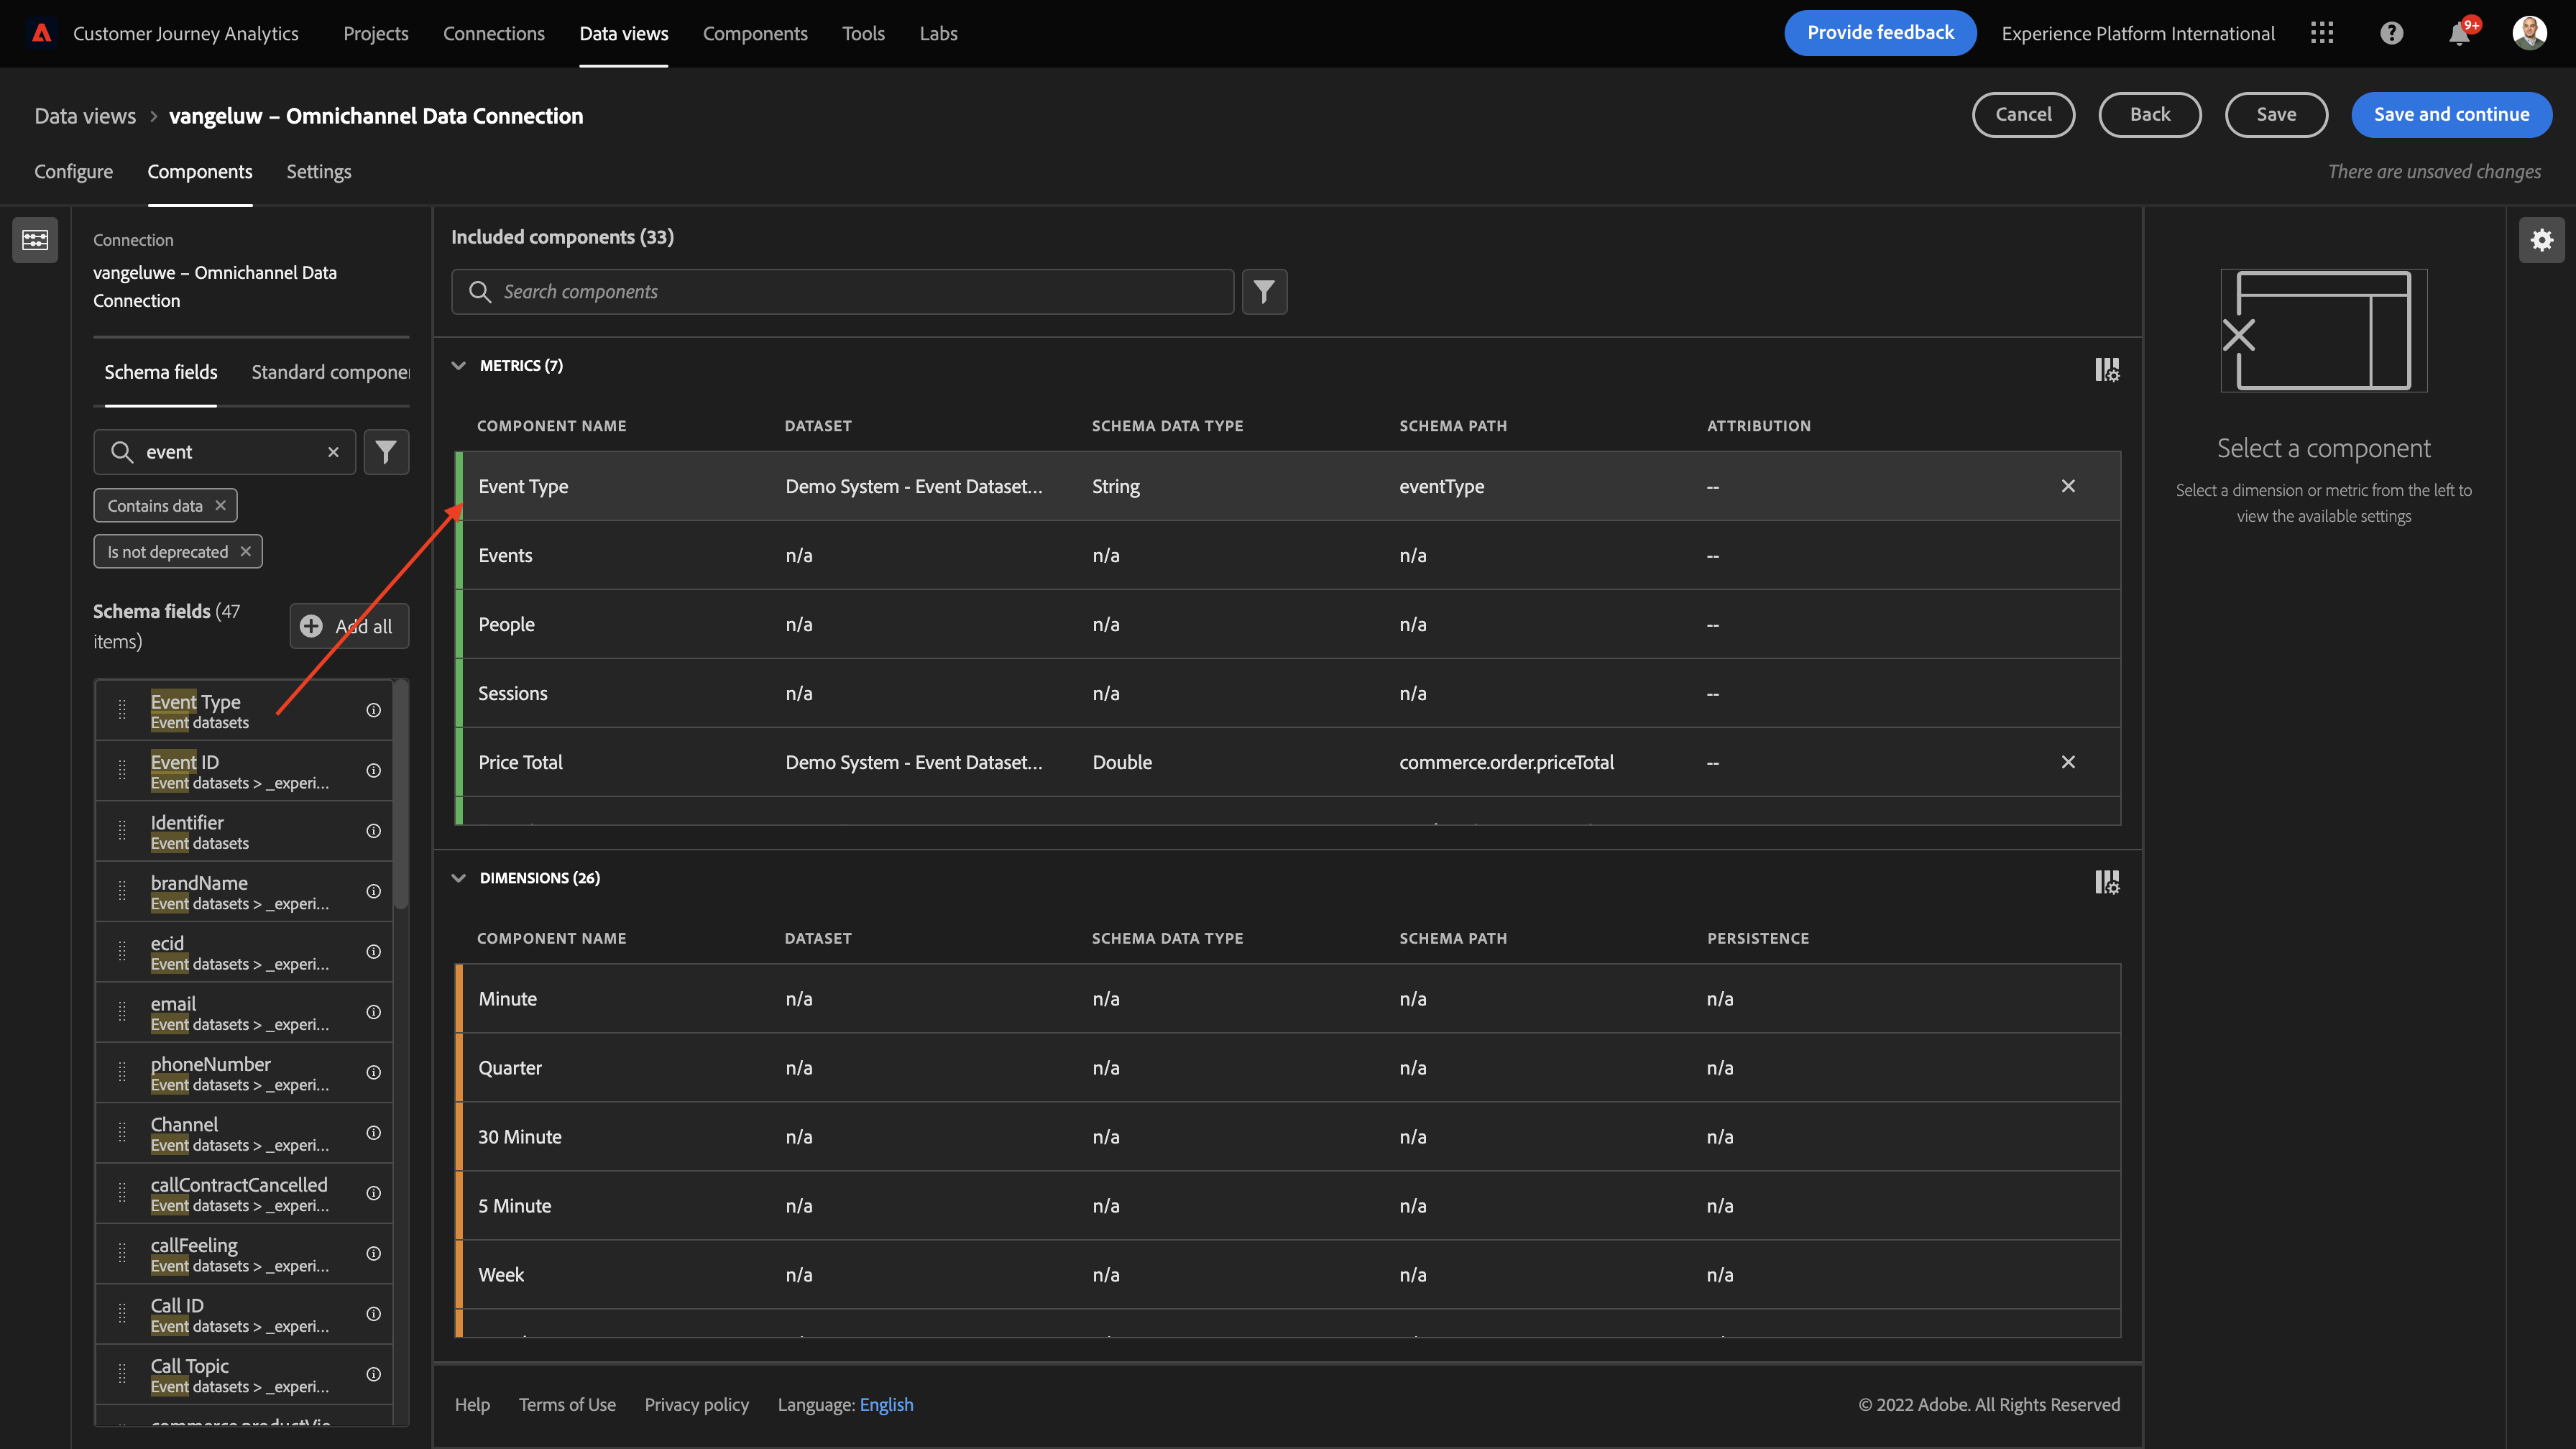 Customer Journey Analytics Projects Connections Data views Components Tools Labs Provide feedback Experience Platform International 9+
Data views > vangeluw – Omnichannel Data Connection Cancel Back Save Save and continue
Configure Components Settings There are unsaved changes
Connection
vangeluwe – Omnichannel Data
Connection
Schema fields Standard compone
event
Contains data
Is not deprecated
Schema fields (47
items)
Add all
Event Type
Event datasets
Event ID
Event datasets > _experi...
Identifier
Event datasets
brandName
Event datasets > _experi...
ecid
Event datasets > _experi...
email
Event datasets > _experi...
phoneNumber
Event datasets > _experi...
Channel
Event datasets > _experi...
callContractCancelled
Event datasets > _experi...
callFeeling
Event datasets > _experi...
Call ID
Event datasets > _experi...
Call Topic
Event datasets > _experi...
Included components (33)
Search components
METRICS (7)
COMPONENT NAME DATASET SCHEMA DATA TYPE SCHEMA PATH ATTRIBUTION
Event Type Demo System - Event Dataset... String eventType --
Events n/a n/a n/a --
People n/a n/a n/a --
Sessions n/a n/a n/a --
Price Total Demo System - Event Dataset... Double commerce.order.priceTotal --
DIMENSIONS (26)
COMPONENT NAME DATASET SCHEMA DATA TYPE SCHEMA PATH PERSISTENCE
Minute n/a n/a n/a n/a
Quarter n/a n/a n/a n/a
30 Minute n/a n/a n/a n/a
5 Minute n/a n/a n/a n/a
Week n/a n/a n/a n/a
Select a component
Select a dimension or metric from the left to
view the available settings
Help Terms of Use Privacy policy Language: English © 2022 Adobe. All Rights Reserved